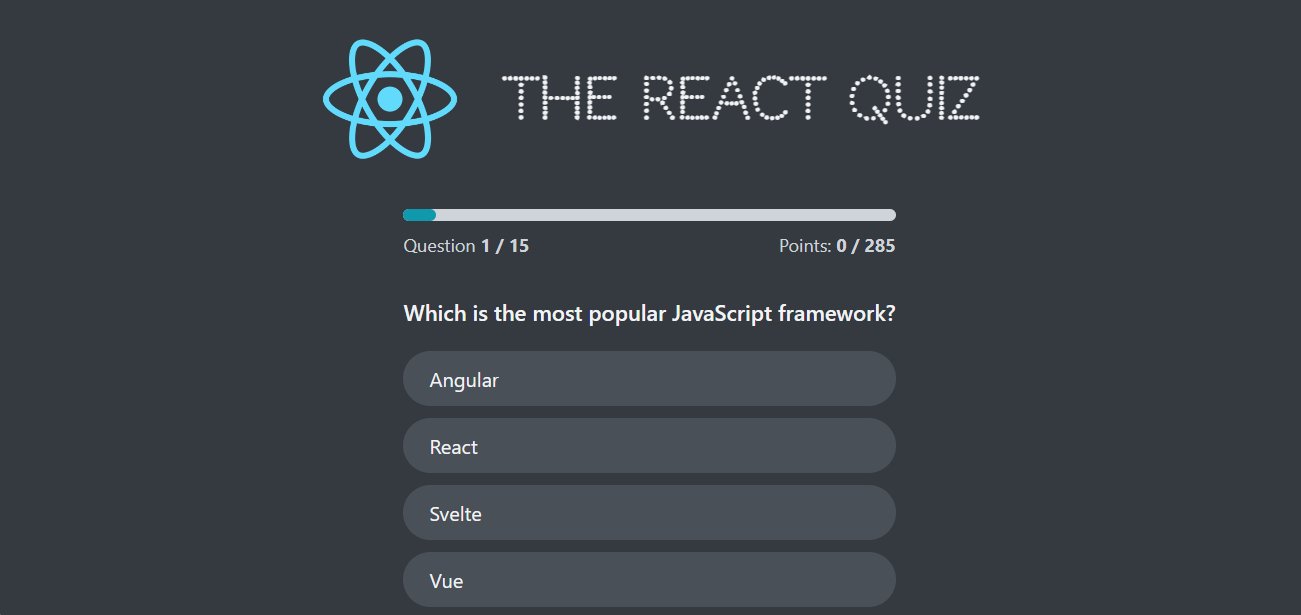 THE REACT QUIZ
Question 1 / 15
Points: 0 / 285
Which is the most popular JavaScript framework?
Angular
React
Svelte
Vue